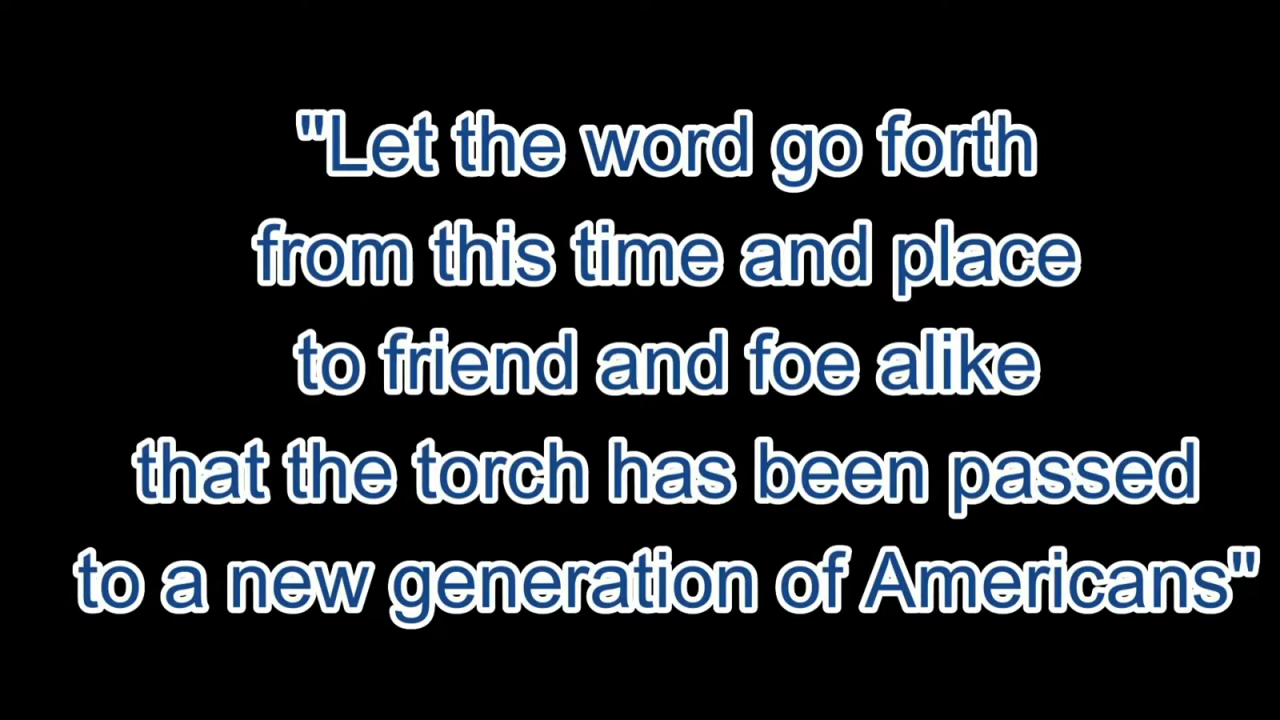 "Let the word go forth
from this time and place
to friend and foe alike
that the torch has been passed
to a new generation of Americans"